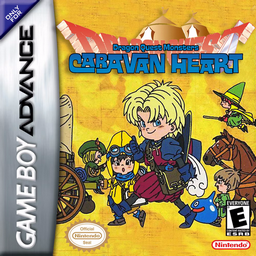 ONLY FOR
GAME BOY ADVANCE
Dragon Quest Monsters:
CARAVAN HEART
Official
Nintendo
Seal
EVERYONE
E
ESRB
Nintendo